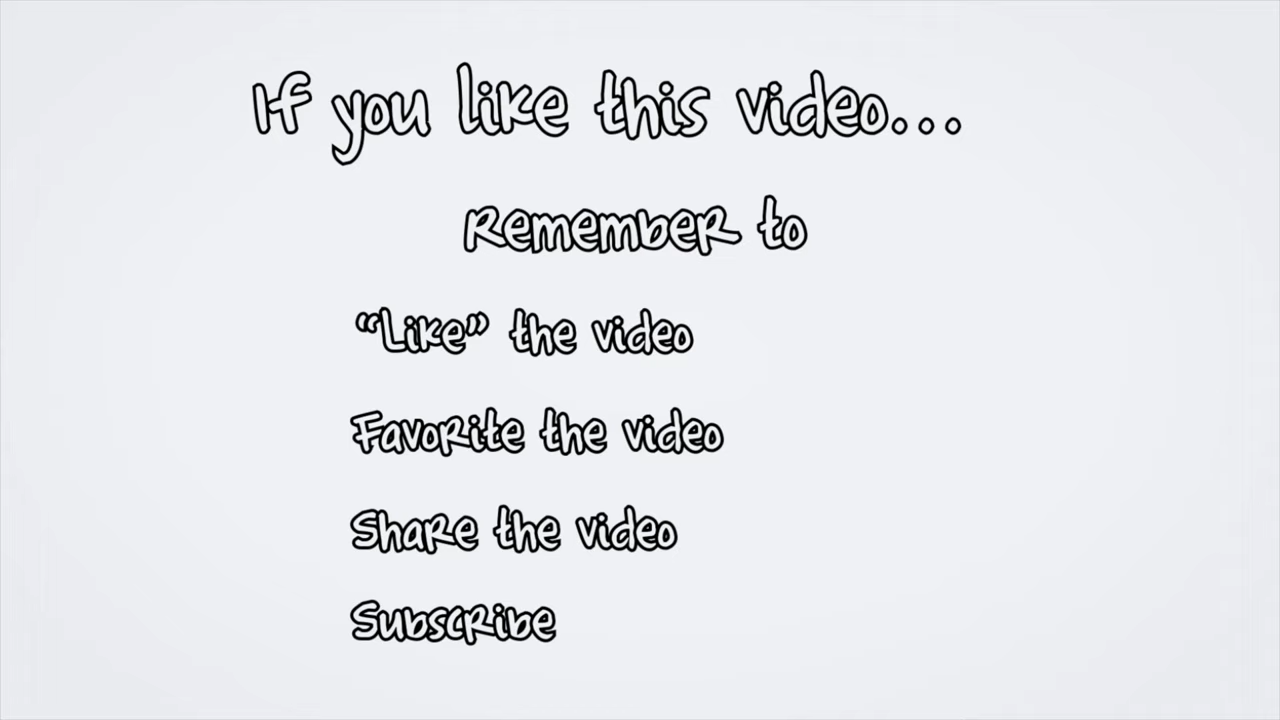 If you like this video...
Remember to
“Like” the video
Favorite the video
Share the video
Subscribe